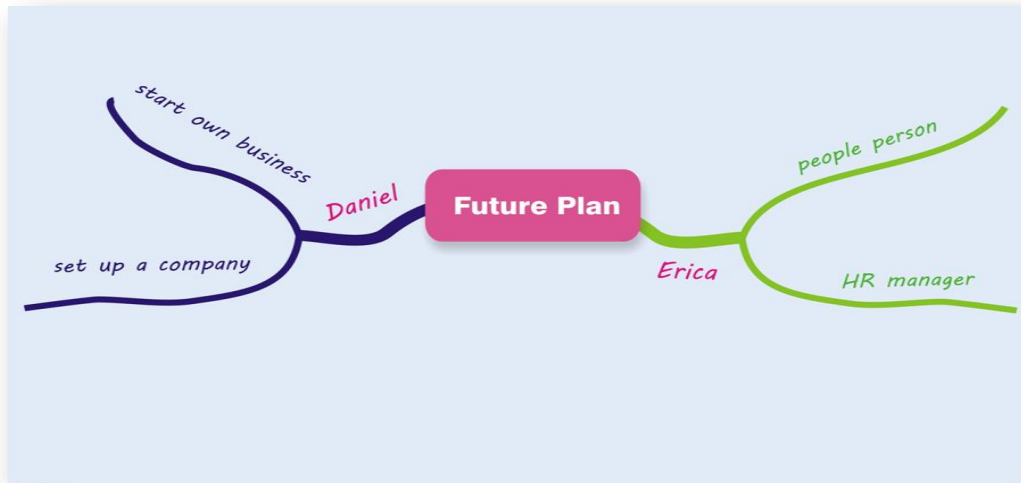 Future Plan
Daniel
start own business
set up a company
Erica
people person
HR manager